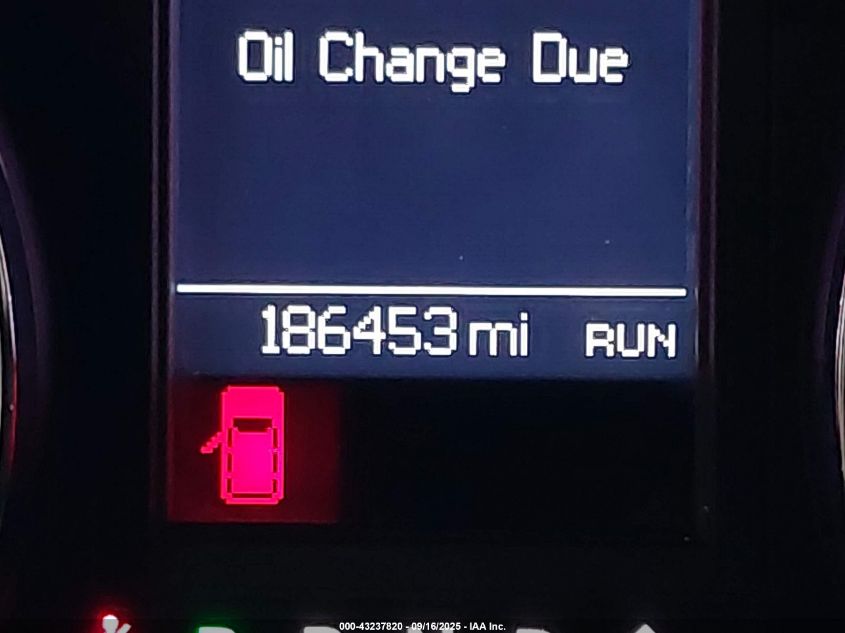 Oil Change Due
186453 mi RUN
000-43237820 - 09/16/2025 - IAA Inc.